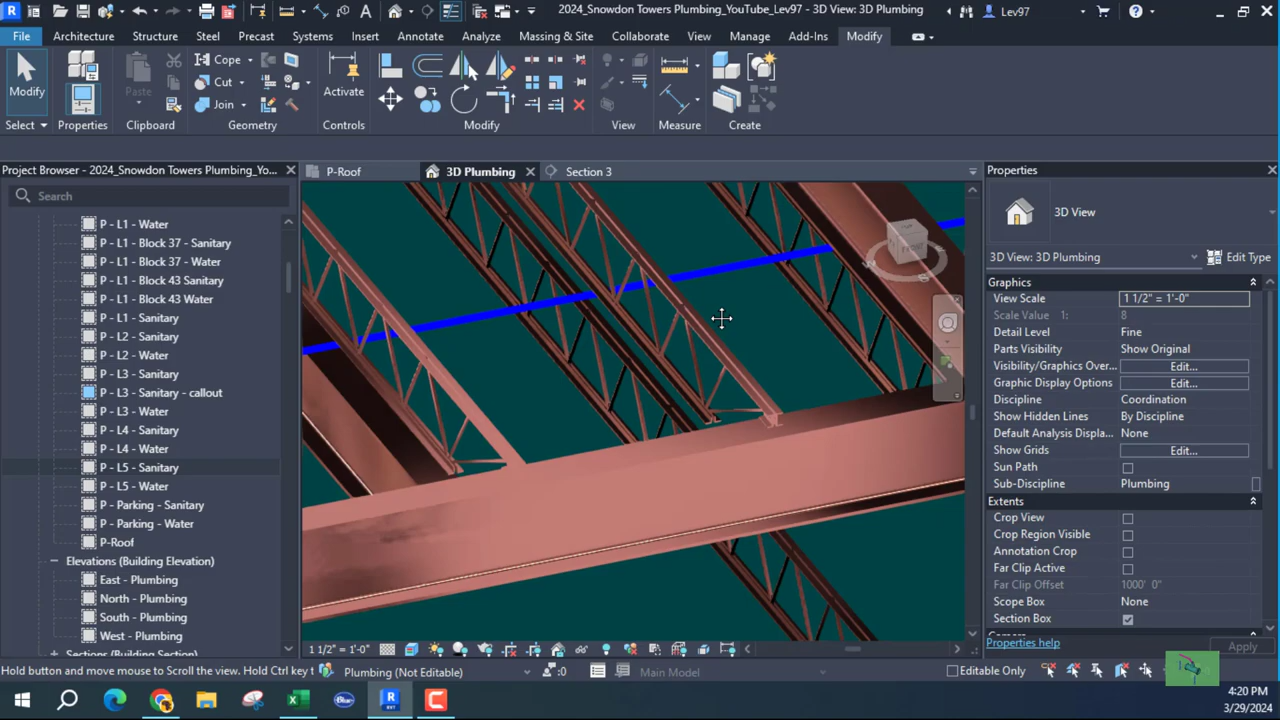 2024_Snowdon Towers Plumbing_YouTube_Lev97 - 3D View: 3D Plumbing
Lev97
File Architecture Structure Steel Precast Systems Insert Annotate Analyze Massing & Site Collaborate View Manage Add-Ins Modify
Modify
Properties
Paste
Cope
Cut
Join
Activate
Select Properties Clipboard Geometry Controls Modify View Measure Create
Project Browser - 2024_Snowdon Towers Plumbing_Yo...
Search
P - L1 - Water
P - L1 - Block 37 - Sanitary
P - L1 - Block 37 - Water
P - L1 - Block 43 Sanitary
P - L1 - Block 43 Water
P - L1 - Sanitary
P - L2 - Sanitary
P - L2 - Water
P - L3 - Sanitary
P - L3 - Sanitary - callout
P - L3 - Water
P - L4 - Sanitary
P - L4 - Water
P - L5 - Sanitary
P - L5 - Water
P - Parking - Sanitary
P - Parking - Water
P-Roof
Elevations (Building Elevation)
East - Plumbing
North - Plumbing
South - Plumbing
West - Plumbing
Sections (Building Section)
P-Roof 3D Plumbing Section 3
FRONT
1 1/2" = 1'-0"
Properties
3D View
3D View: 3D Plumbing Edit Type
Graphics
View Scale 1 1/2" = 1'-0"
Scale Value 1: 8
Detail Level Fine
Parts Visibility Show Original
Visibility/Graphics Over... Edit...
Graphic Display Options Edit...
Discipline Coordination
Show Hidden Lines By Discipline
Default Analysis Displa... None
Show Grids Edit...
Sun Path
Sub-Discipline Plumbing
Extents
Crop View
Crop Region Visible
Annotation Crop
Far Clip Active
Far Clip Offset 1000' 0"
Scope Box None
Section Box
Camera
Properties help Apply
Hold button and move mouse to Scroll the view. Hold Ctrl key t Plumbing (Not Editable) :0 Main Model Editable Only
4:20 PM
3/29/2024